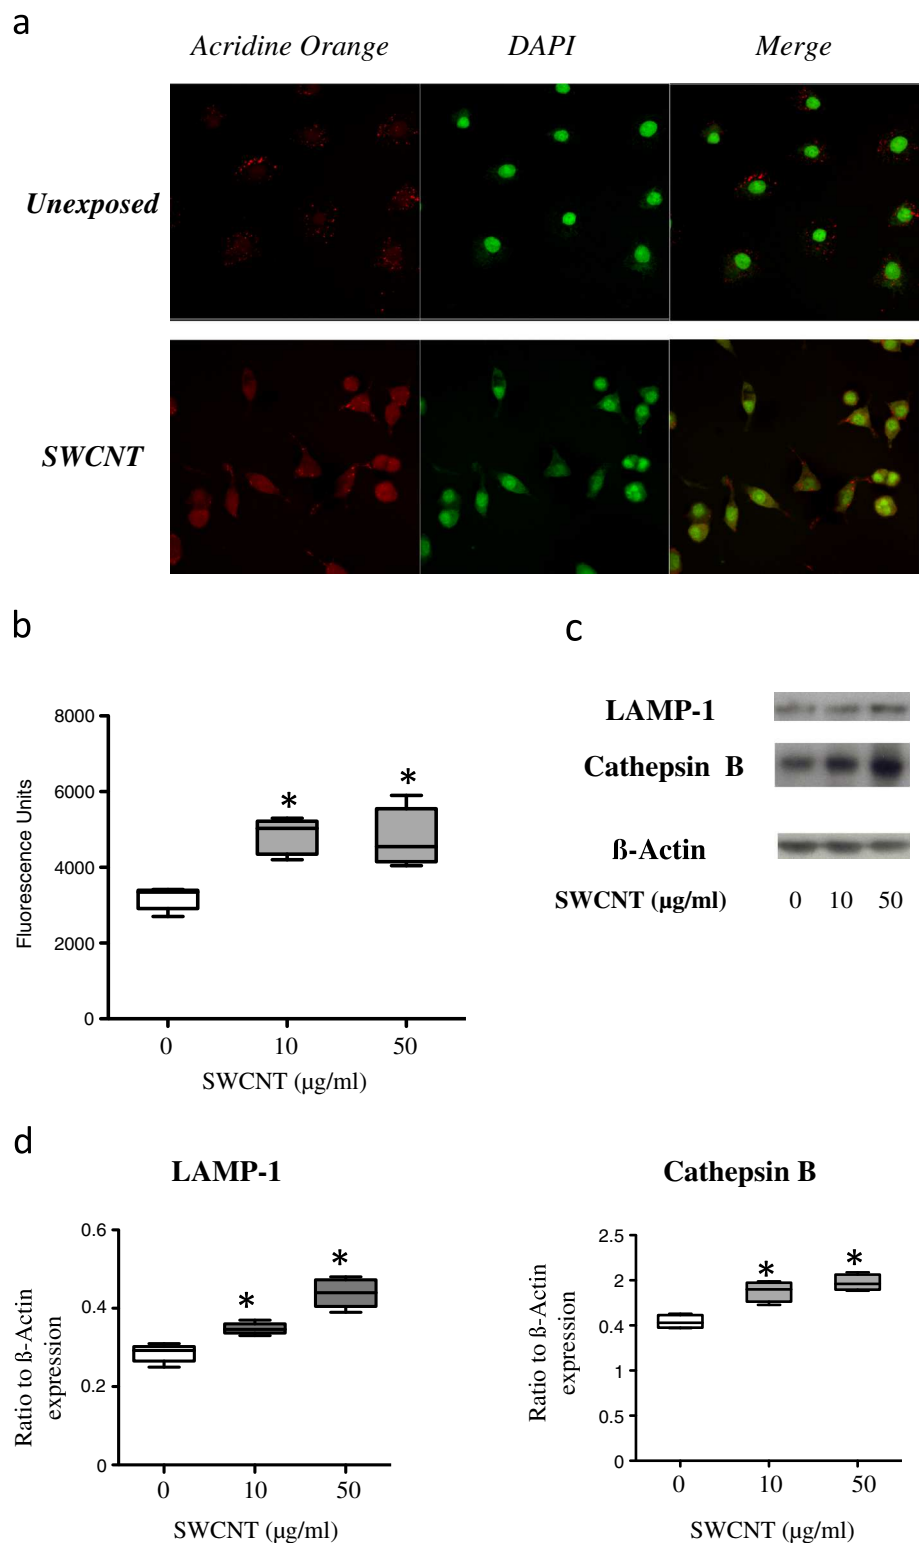 a
Acridine Orange DAPI Merge
Unexposed
SWCNT
b
8000
6000
4000
2000
0
Fluorescence Units
* *
0 10 50
SWCNT (µg/ml)
c
LAMP-1
Cathepsin B
ß-Actin
SWCNT (µg/ml) 0 10 50
d
LAMP-1
0.6
0.4
0.2
0
Ratio to ß-Actin
expression
* *
0 10 50
SWCNT (µg/ml)
Cathepsin B
2.5
2
0.4
1
0.5
0
Ratio to ß-Actin
expression
* *
0 10 50
SWCNT (µg/ml)